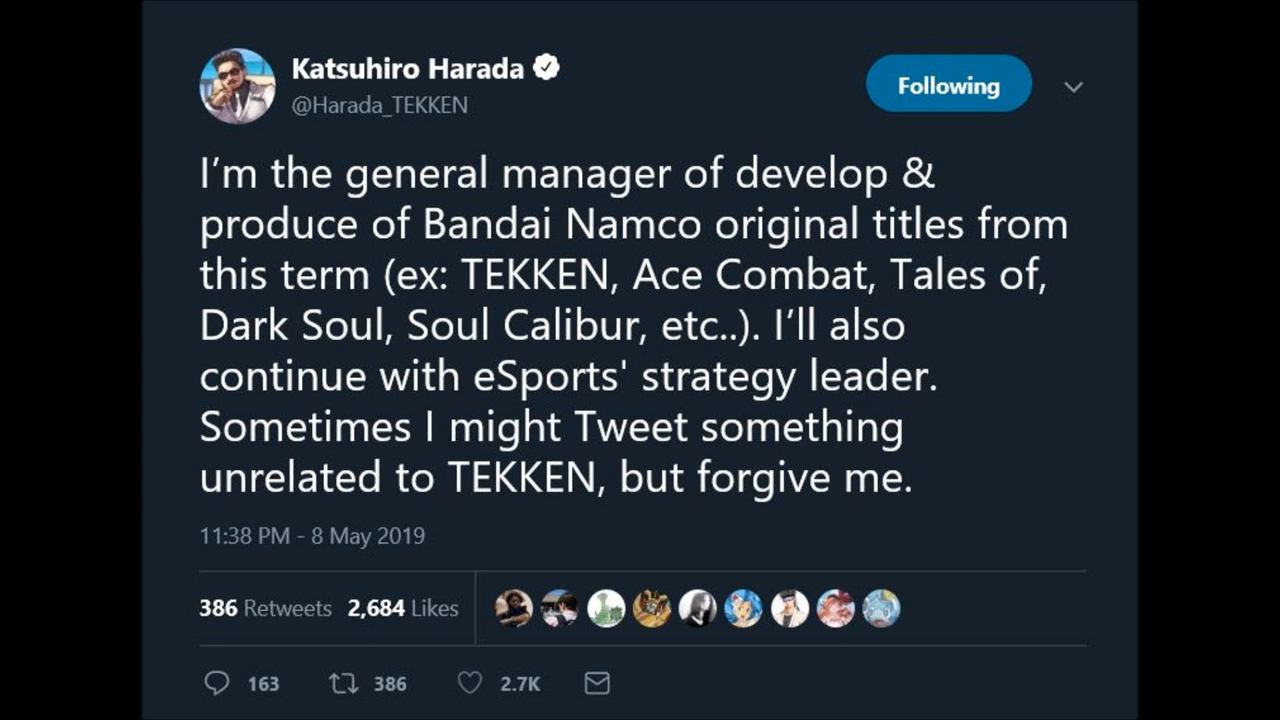 Katsuhiro Harada
@Harada_TEKKEN
Following
I’m the general manager of develop &
produce of Bandai Namco original titles from
this term (ex: TEKKEN, Ace Combat, Tales of,
Dark Soul, Soul Calibur, etc..). I’ll also
continue with eSports' strategy leader.
Sometimes I might Tweet something
unrelated to TEKKEN, but forgive me.
11:38 PM - 8 May 2019
386 Retweets 2,684 Likes
163 386 2.7K